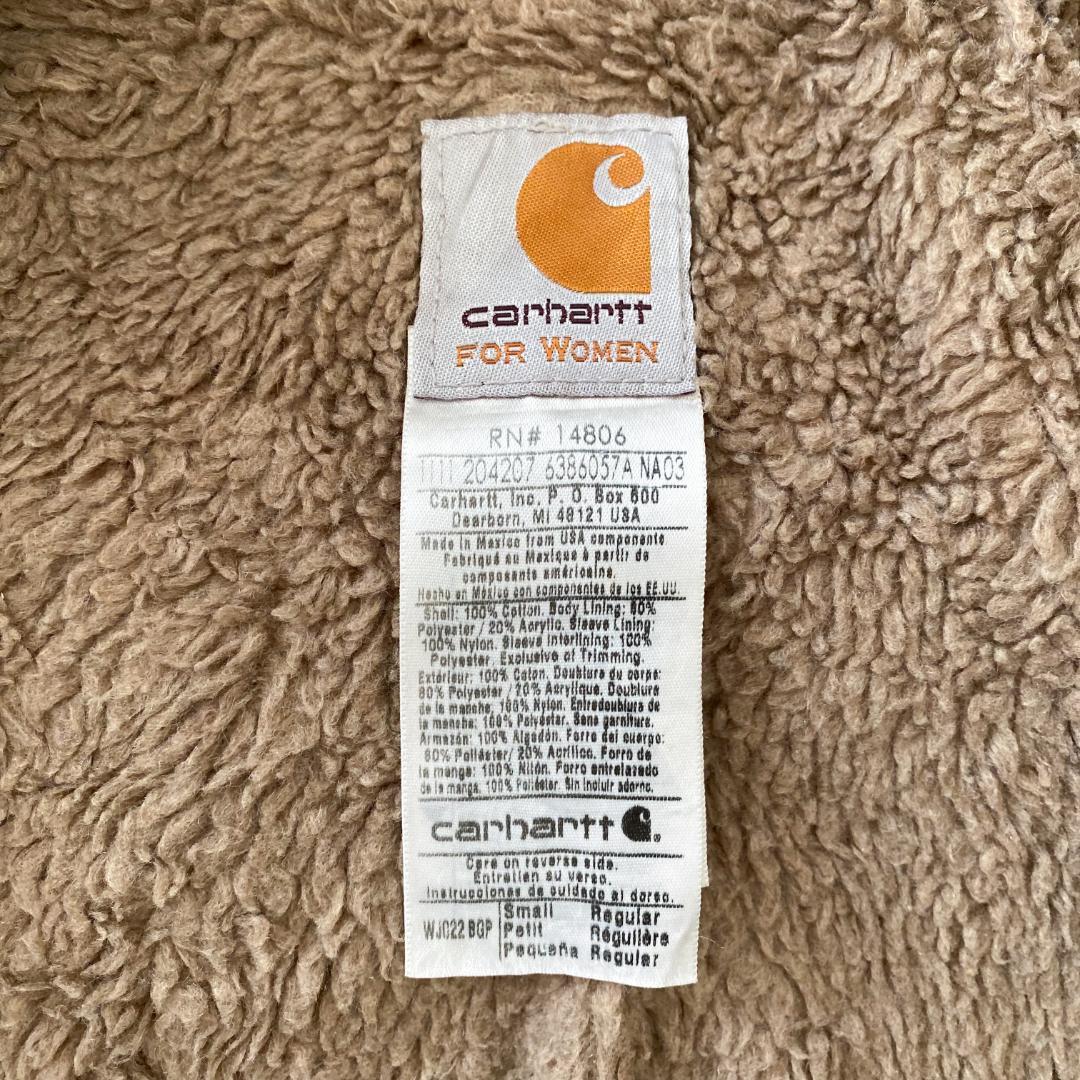 carhartt
FOR WOMEN
RN# 14806
1111 204207 6386057A NA03
Carhartt, Inc, P. O. Box 600
Dearborn, MI 48121 USA
Made in Mexico from USA components
Fabriqué au Mexique à partir de
composants américains.
Hecho en México con componentes de los EE.UU.
Shell: 100% Cotton. Body Lining: 80%
Polyester / 20% Acrylic. Sleeve Lining:
100% Nylon. Sleeve Interlining: 100%
Polyester. Exclusive of Trimming.
Extérieur: 100% Coton. Doublure du corps:
80% Polyester / 20% Acrylique. Doublure
de la manche: 100% Nylon. Entredoublure de
la manche: 100% Polyéster. Sans garniture.
Armazón: 100% Algodón. Forro del cuerpo:
80% Poliéster/ 20% Acrílico. Forro de
la manga: 100% Nilón. Forro entrelazado
de la manga: 100% Poliéster. Sin incluir adorno.
carhartt
Care on reverse side.
Entretien au verso.
Instrucciones de cuidado al dorso.
WJC22 BGP Small Regular
Petit Régulière
Pequeña Regular